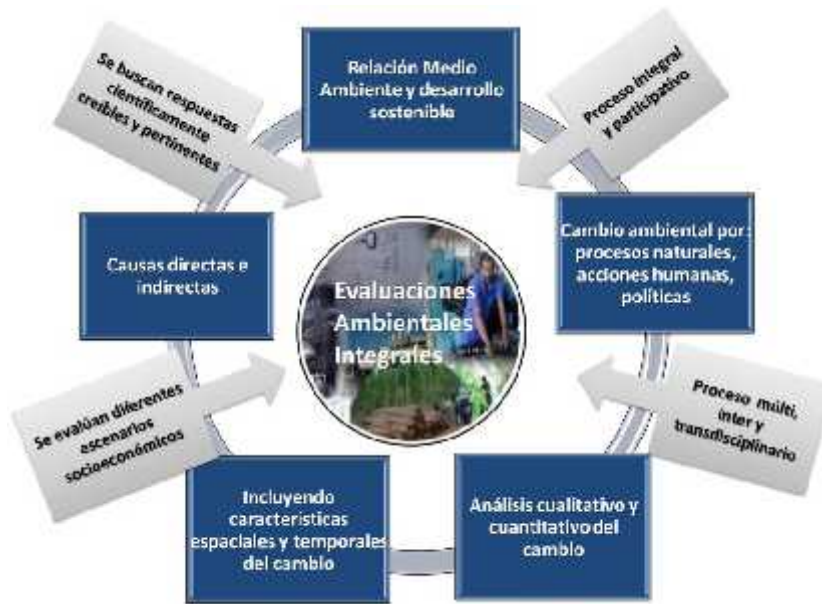 Se buscan respuestas
científicamente
creíbles y pertinentes
Relación Medio
Ambiente y desarrollo
sostenible
Proceso integral
y participativo
Causas directas e
indirectas
Evaluaciones
Ambientales
Integrales
Cambio ambiental por:
procesos naturales,
acciones humanas,
políticas
Se evalúan diferentes
escenarios
socioeconómicos
Proceso multi,
inter y
transdisciplinario
Incluyendo
características
espaciales y temporales
del cambio
Análisis cualitativo y
cuantitativo del
cambio